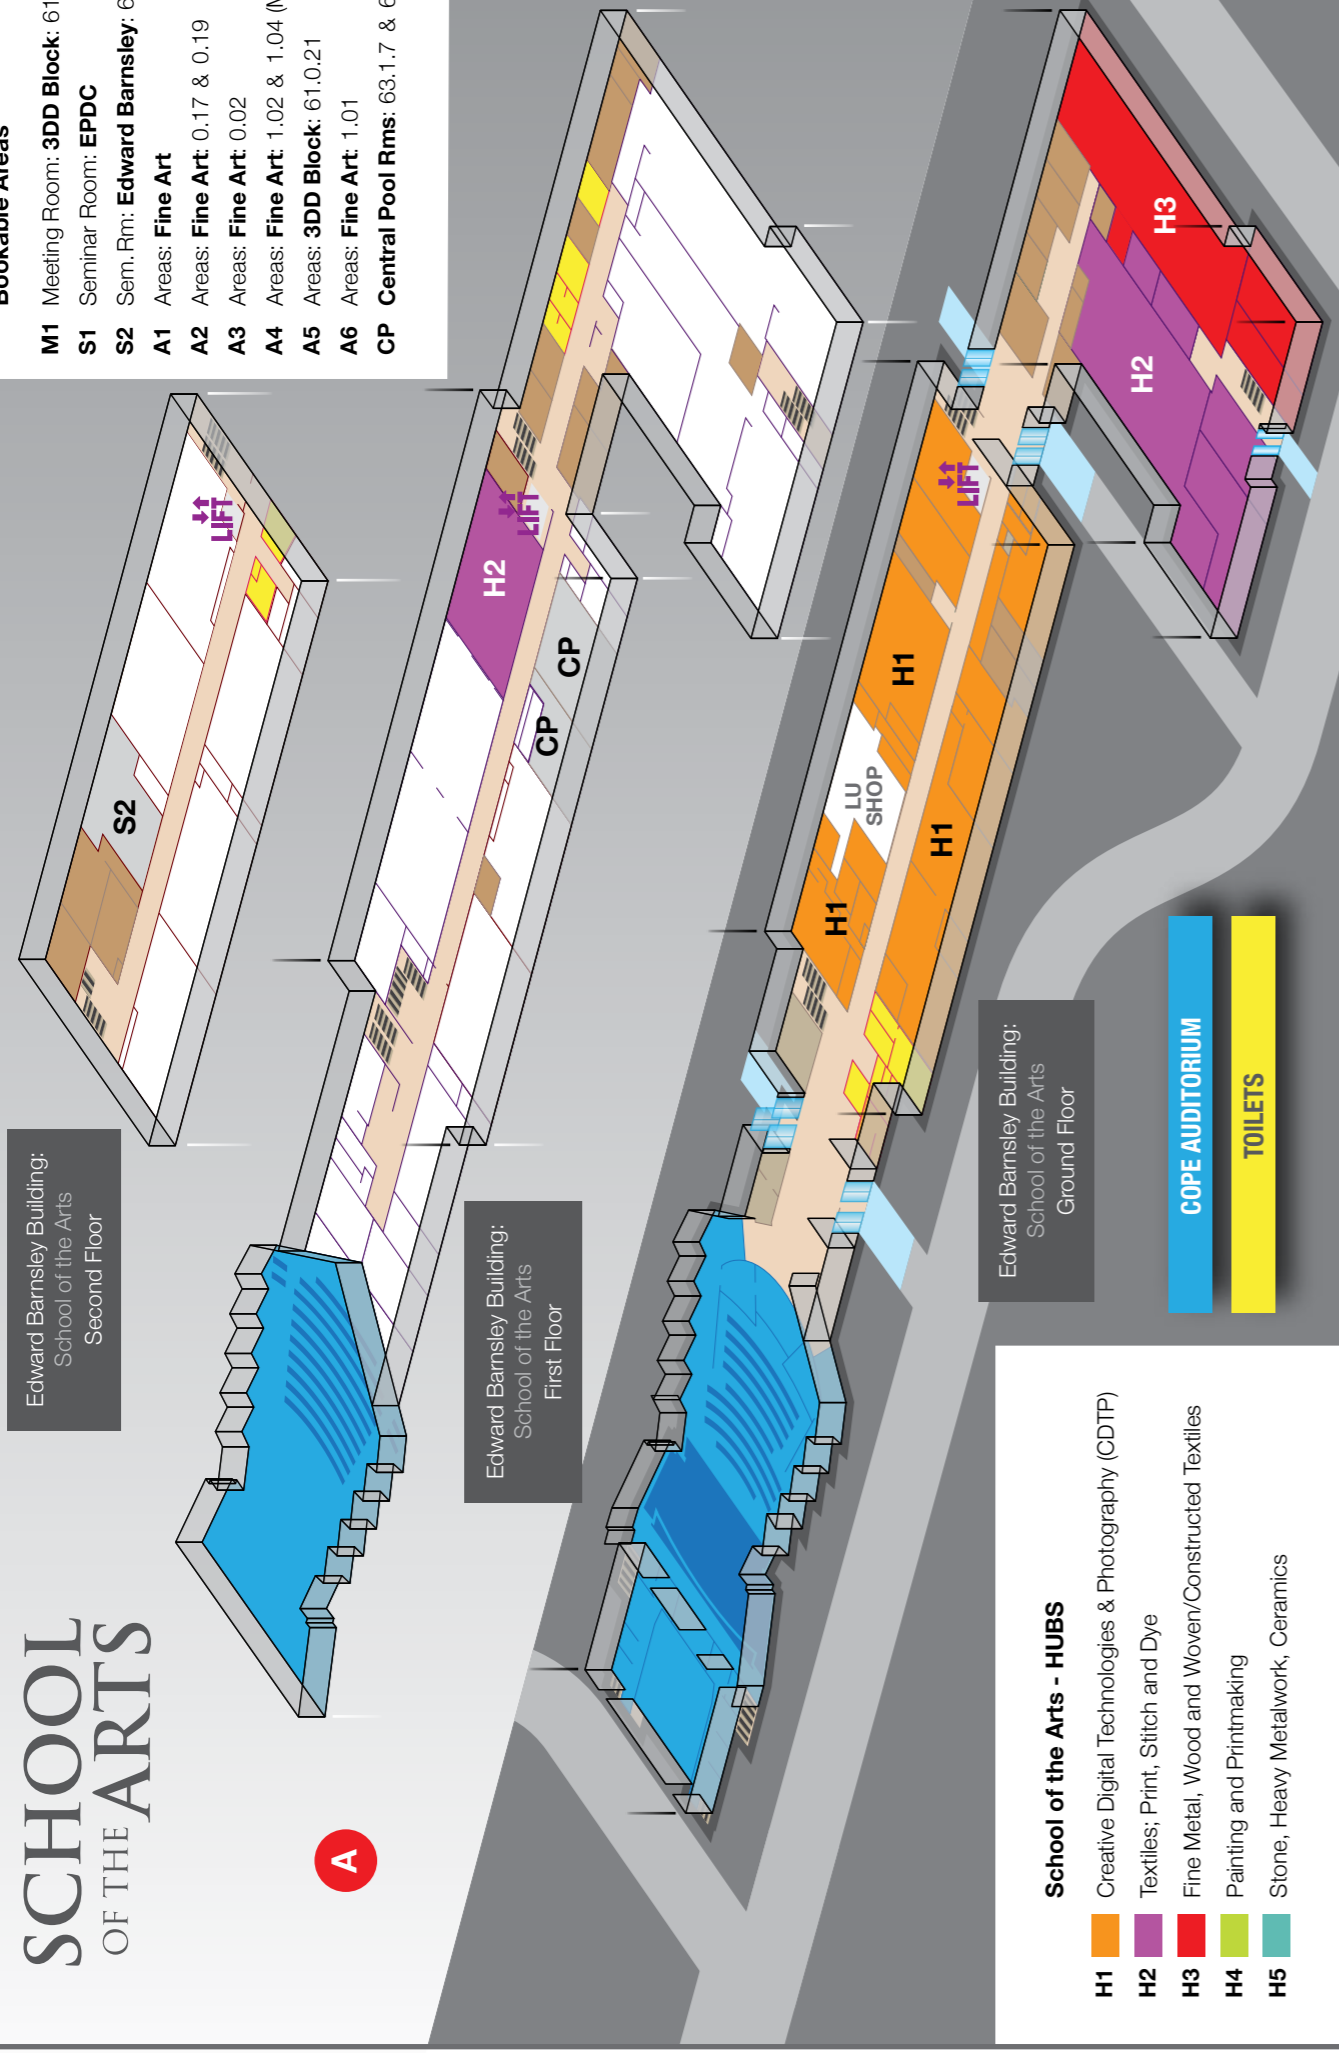 SCHOOL
OF THE ARTS
A
Edward Barnsley Building:
School of the Arts
Second Floor
S2
LIFT
Edward Barnsley Building:
School of the Arts
First Floor
H2
LIFT
CP
CP
Edward Barnsley Building:
School of the Arts
Ground Floor
H1
LU
SHOP
H1
H1
LIFT
H2
H3
Bookable Areas
M1 Meeting Room: 3DD Block: 61
S1 Seminar Room: EPDC
S2 Sem. Rm: Edward Barnsley: 6
A1 Areas: Fine Art
A2 Areas: Fine Art: 0.17 & 0.19
A3 Areas: Fine Art: 0.02
A4 Areas: Fine Art: 1.02 & 1.04 (
A5 Areas: 3DD Block: 61.0.21
A6 Areas: Fine Art: 1.01
CP Central Pool Rms: 63.1.7 & 6
School of the Arts - HUBS
H1 Creative Digital Technologies & Photography (CDTP)
H2 Textiles; Print, Stitch and Dye
H3 Fine Metal, Wood and Woven/Constructed Textiles
H4 Painting and Printmaking
H5 Stone, Heavy Metalwork, Ceramics
COPE AUDITORIUM
TOILETS